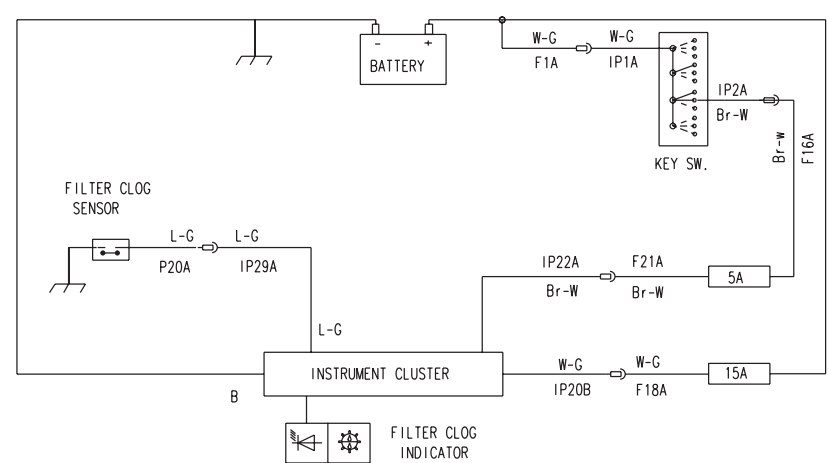 W-G
W-G
F1A
IP1A
- +
BATTERY
IP2A
Br-W
Br-w
F16A
KEY SW.
FILTER CLOG
SENSOR
L-G
L-G
P20A
IP29A
IP22A
F21A
Br-W
Br-W
5A
L-G
INSTRUMENT CLUSTER
W-G
W-G
IP20B
F18A
15A
B
FILTER CLOG
INDICATOR